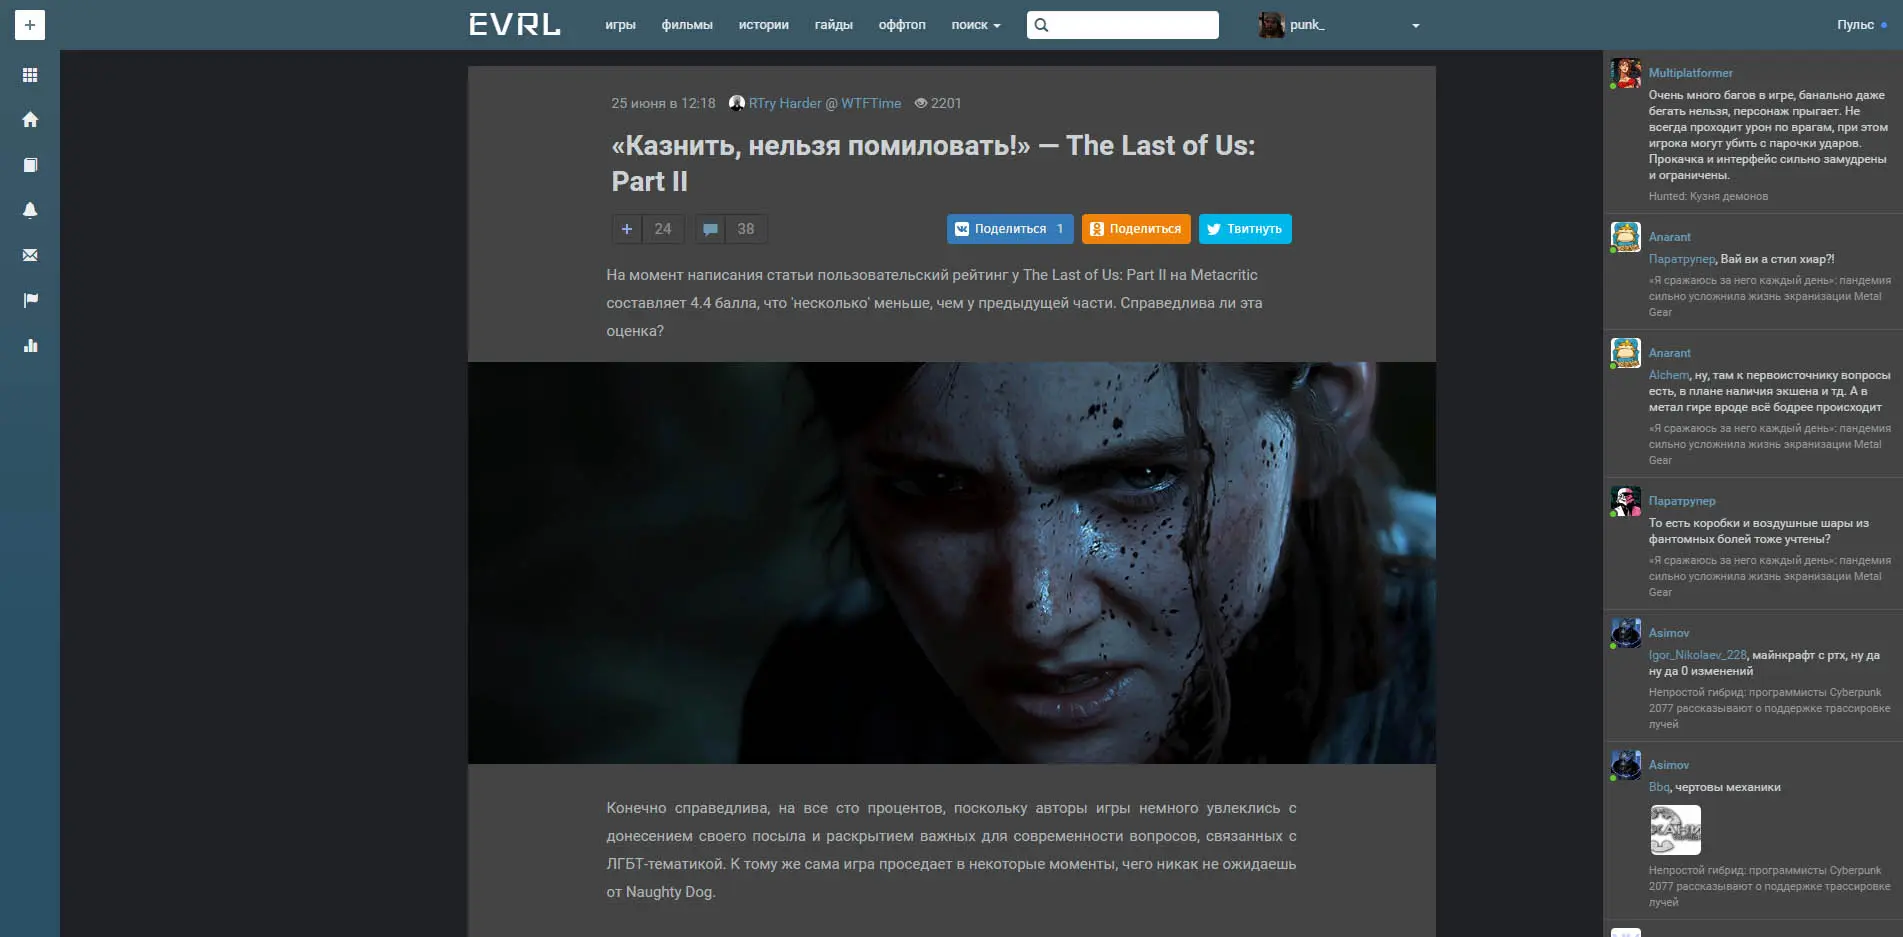 EVRL
игры фильмы истории гайды оффтоп поиск
punk_
Пульс
25 июня в 12:18 RTry Harder @ WTFTime 2201
«Казнить, нельзя помиловать!» — The Last of Us:
Part II
24 38
Поделиться 1 Поделиться Твитнуть
На момент написания статьи пользовательский рейтинг у The Last of Us: Part II на Metacritic
составляет 4.4 балла, что 'несколько' меньше, чем у предыдущей части. Справедлива ли эта
оценка?
Конечно справедлива, на все сто процентов, поскольку авторы игры немного увлеклись с
донесением своего посыла и раскрытием важных для современности вопросов, связанных с
ЛГБТ-тематикой. К тому же сама игра проседает в некоторые моменты, чего никак не ожидаешь
от Naughty Dog.
Multiplatformer
Очень много багов в игре, банально даже
бегать нельзя, персонаж прыгает. Не
всегда проходит урон по врагам, при этом
игрока могут убить с парочки ударов.
Прокачка и интерфейс сильно замудрены
и ограничены.
Hunted: Кузня демонов
Anarant
Паратрупер, Вай ви а стил хиар?!
«Я сражаюсь за него каждый день»: пандемия
сильно усложнила жизнь экранизации Metal
Gear
Anarant
Alchem, ну, там к первоисточнику вопросы
есть, в плане наличия экшена и тд. А в
метал гире вроде всё бодрее происходит
«Я сражаюсь за него каждый день»: пандемия
сильно усложнила жизнь экранизации Metal
Gear
Паратрупер
То есть коробки и воздушные шары из
фантомных болей тоже учтены?
«Я сражаюсь за него каждый день»: пандемия
сильно усложнила жизнь экранизации Metal
Gear
Asimov
Igor_Nikolaev_228, майнкрафт с ртх, ну да
ну да 0 изменений
Непростой гибрид: программисты Cyberpunk
2077 рассказывают о поддержке трассировке
лучей
Asimov
Bbq, чертовы механики
Непростой гибрид: программисты Cyberpunk
2077 рассказывают о поддержке трассировке
лучей